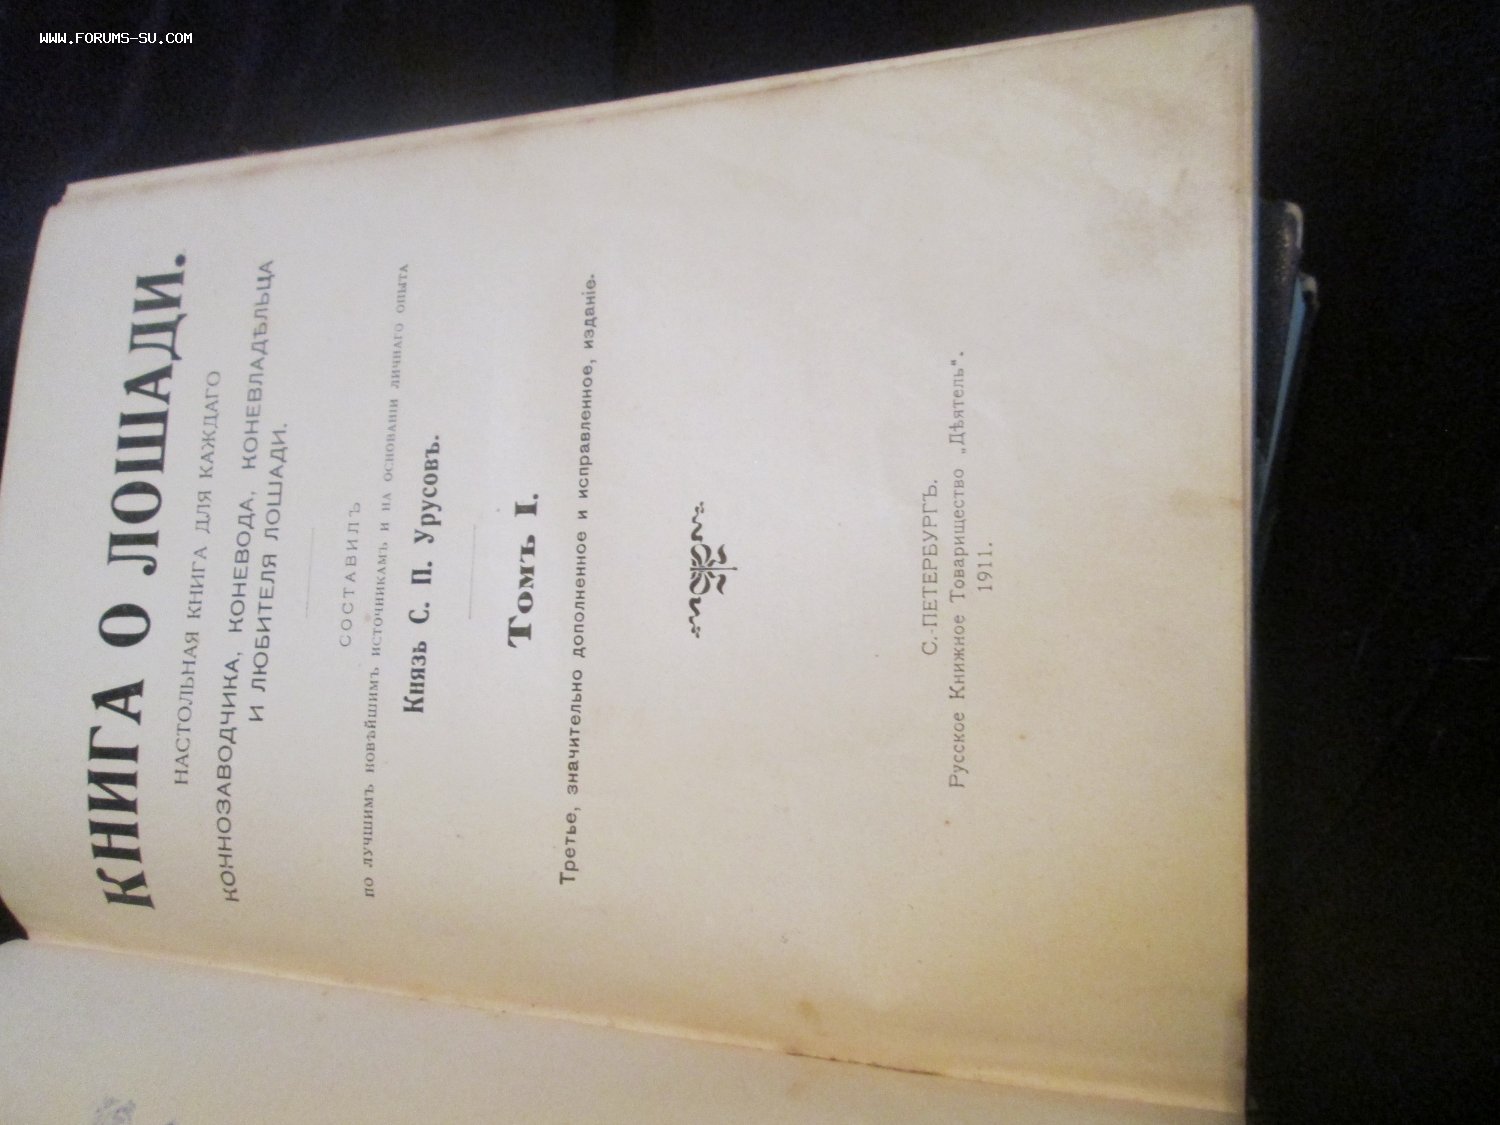 WWW.FORUMS-SU.COM
КНИГА О ЛОШАДИ.
НАСТОЛЬНАЯ КНИГА ДЛЯ КАЖДАГО
КОННОЗАВОДЧИКА, КОНЕВОДА, КОНЕВЛАДѢЛЬЦА
И ЛЮБИТЕЛЯ ЛОШАДИ.
СОСТАВИЛЪ
ПО ЛУЧШИМЪ НОВѢЙШИМЪ ИСТОЧНИКАМЪ И НА ОСНОВАНІИ ЛИЧНАГО ОПЫТА
Князь С. П. Урусовъ.
Томъ I.
Третье, значительно дополненное и исправленное, изданіе.
С.-ПЕТЕРБУРГЪ.
Русское Книжное Товарищество „Дѣятель“.
1911.